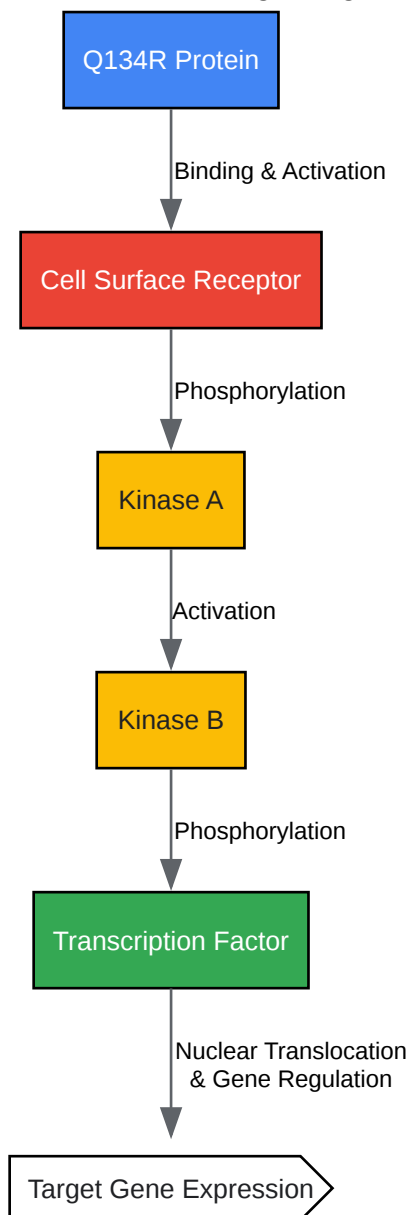 Q134R Protein
Binding & Activation
Cell Surface Receptor
Phosphorylation
Kinase A
Activation
Kinase B
Phosphorylation
Transcription Factor
Nuclear Translocation
& Gene Regulation
Target Gene Expression